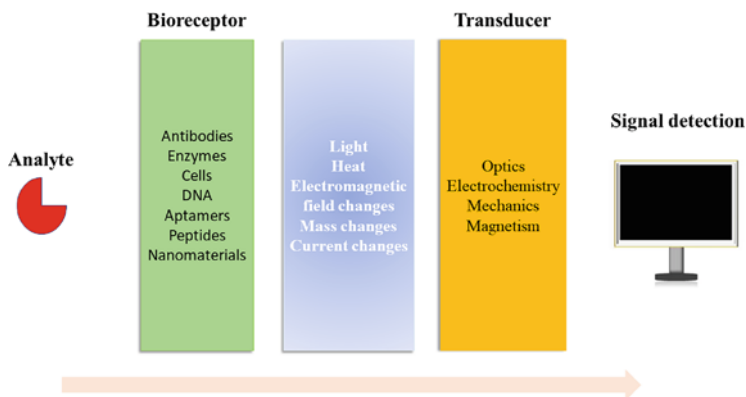 Bioreceptor
Transducer
Analyte
Antibodies
Enzymes
Cells
DNA
Aptamers
Peptides
Nanomaterials
Light
Heat
Electromagnetic
field changes
Mass changes
Current changes
Optics
Electrochemistry
Mechanics
Magnetism
Signal detection